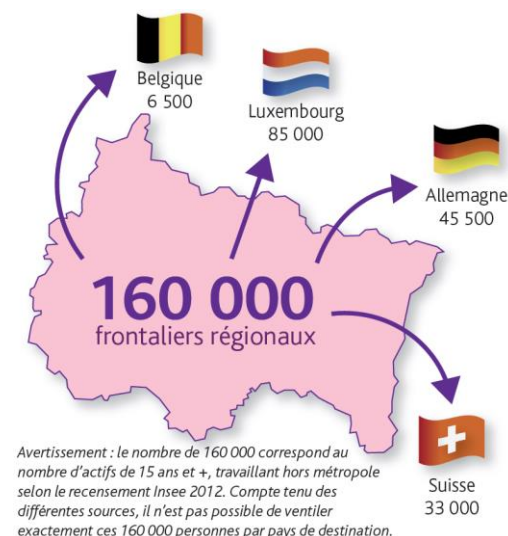 Belgique
6 500
Luxembourg
85 000
Allemagne
45 500
160 000
frontaliers régionaux
Suisse
33 000
Avertissement : le nombre de 160 000 correspond au
nombre d'actifs de 15 ans et +, travaillant hors métropole
selon le recensement Insee 2012. Compte tenu des
différentes sources, il n'est pas possible de ventiler
exactement ces 160 000 personnes par pays de destination.